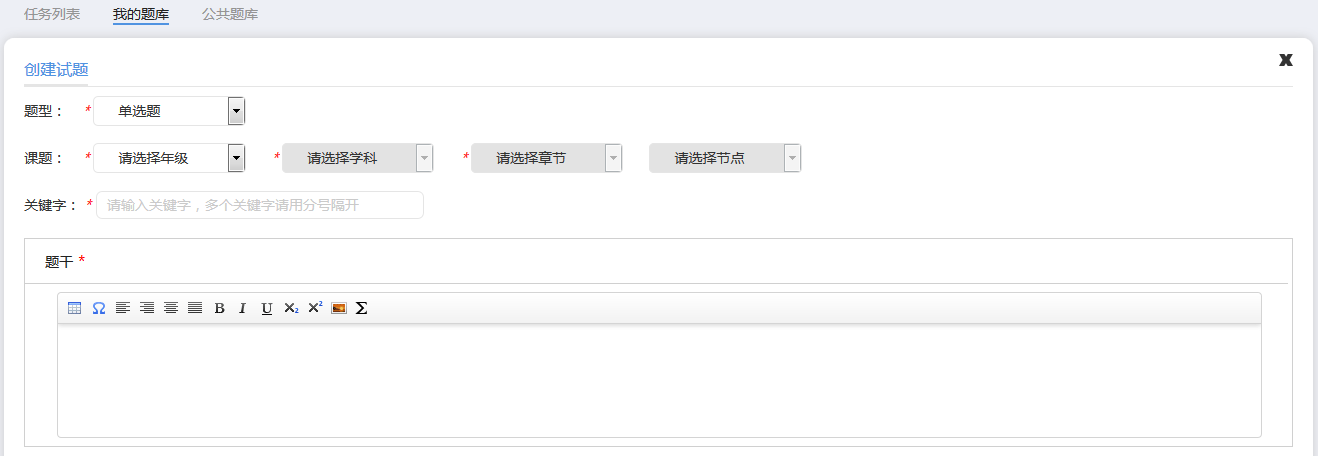 任务列表 我的题库 公共题库
创建试题 X
题型： * 单选题
课题： * 请选择年级 * 请选择学科 * 请选择章节 请选择节点
关键字： * 请输入关键字，多个关键字请用分号隔开
题干 *
Ω B I U X₂ X² Σ